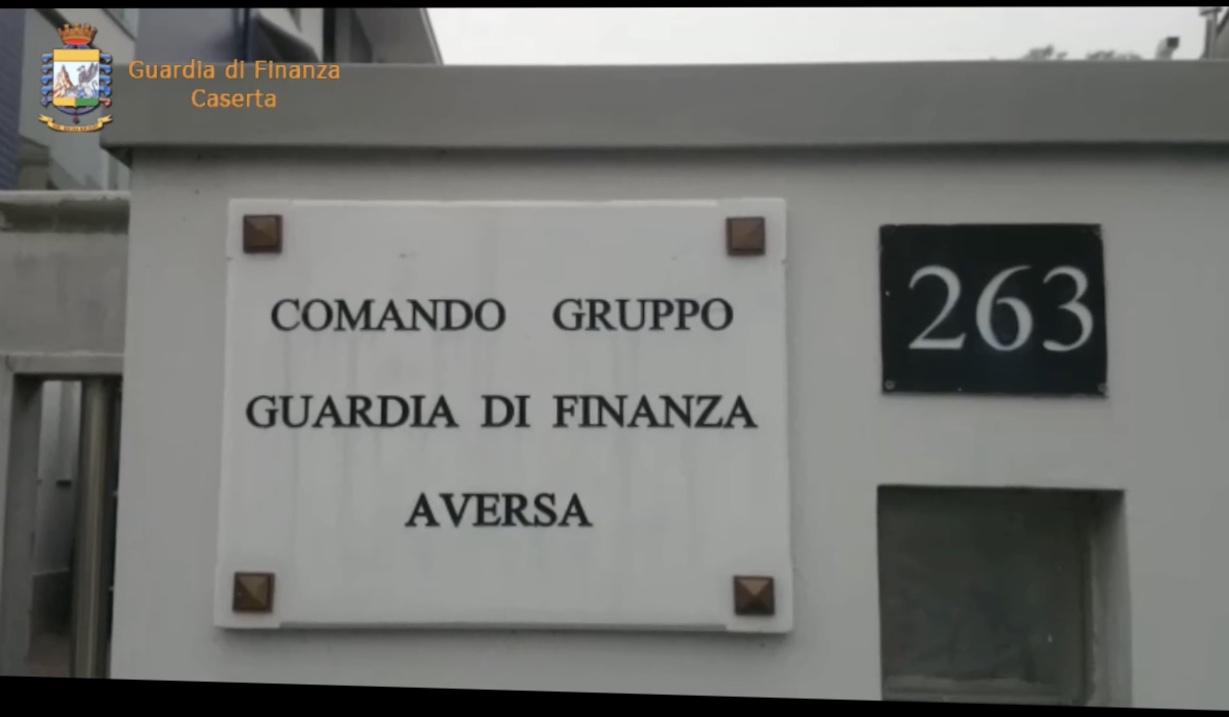 Guardia di Finanza
Caserta
COMANDO GRUPPO
GUARDIA DI FINANZA
AVERSA
263